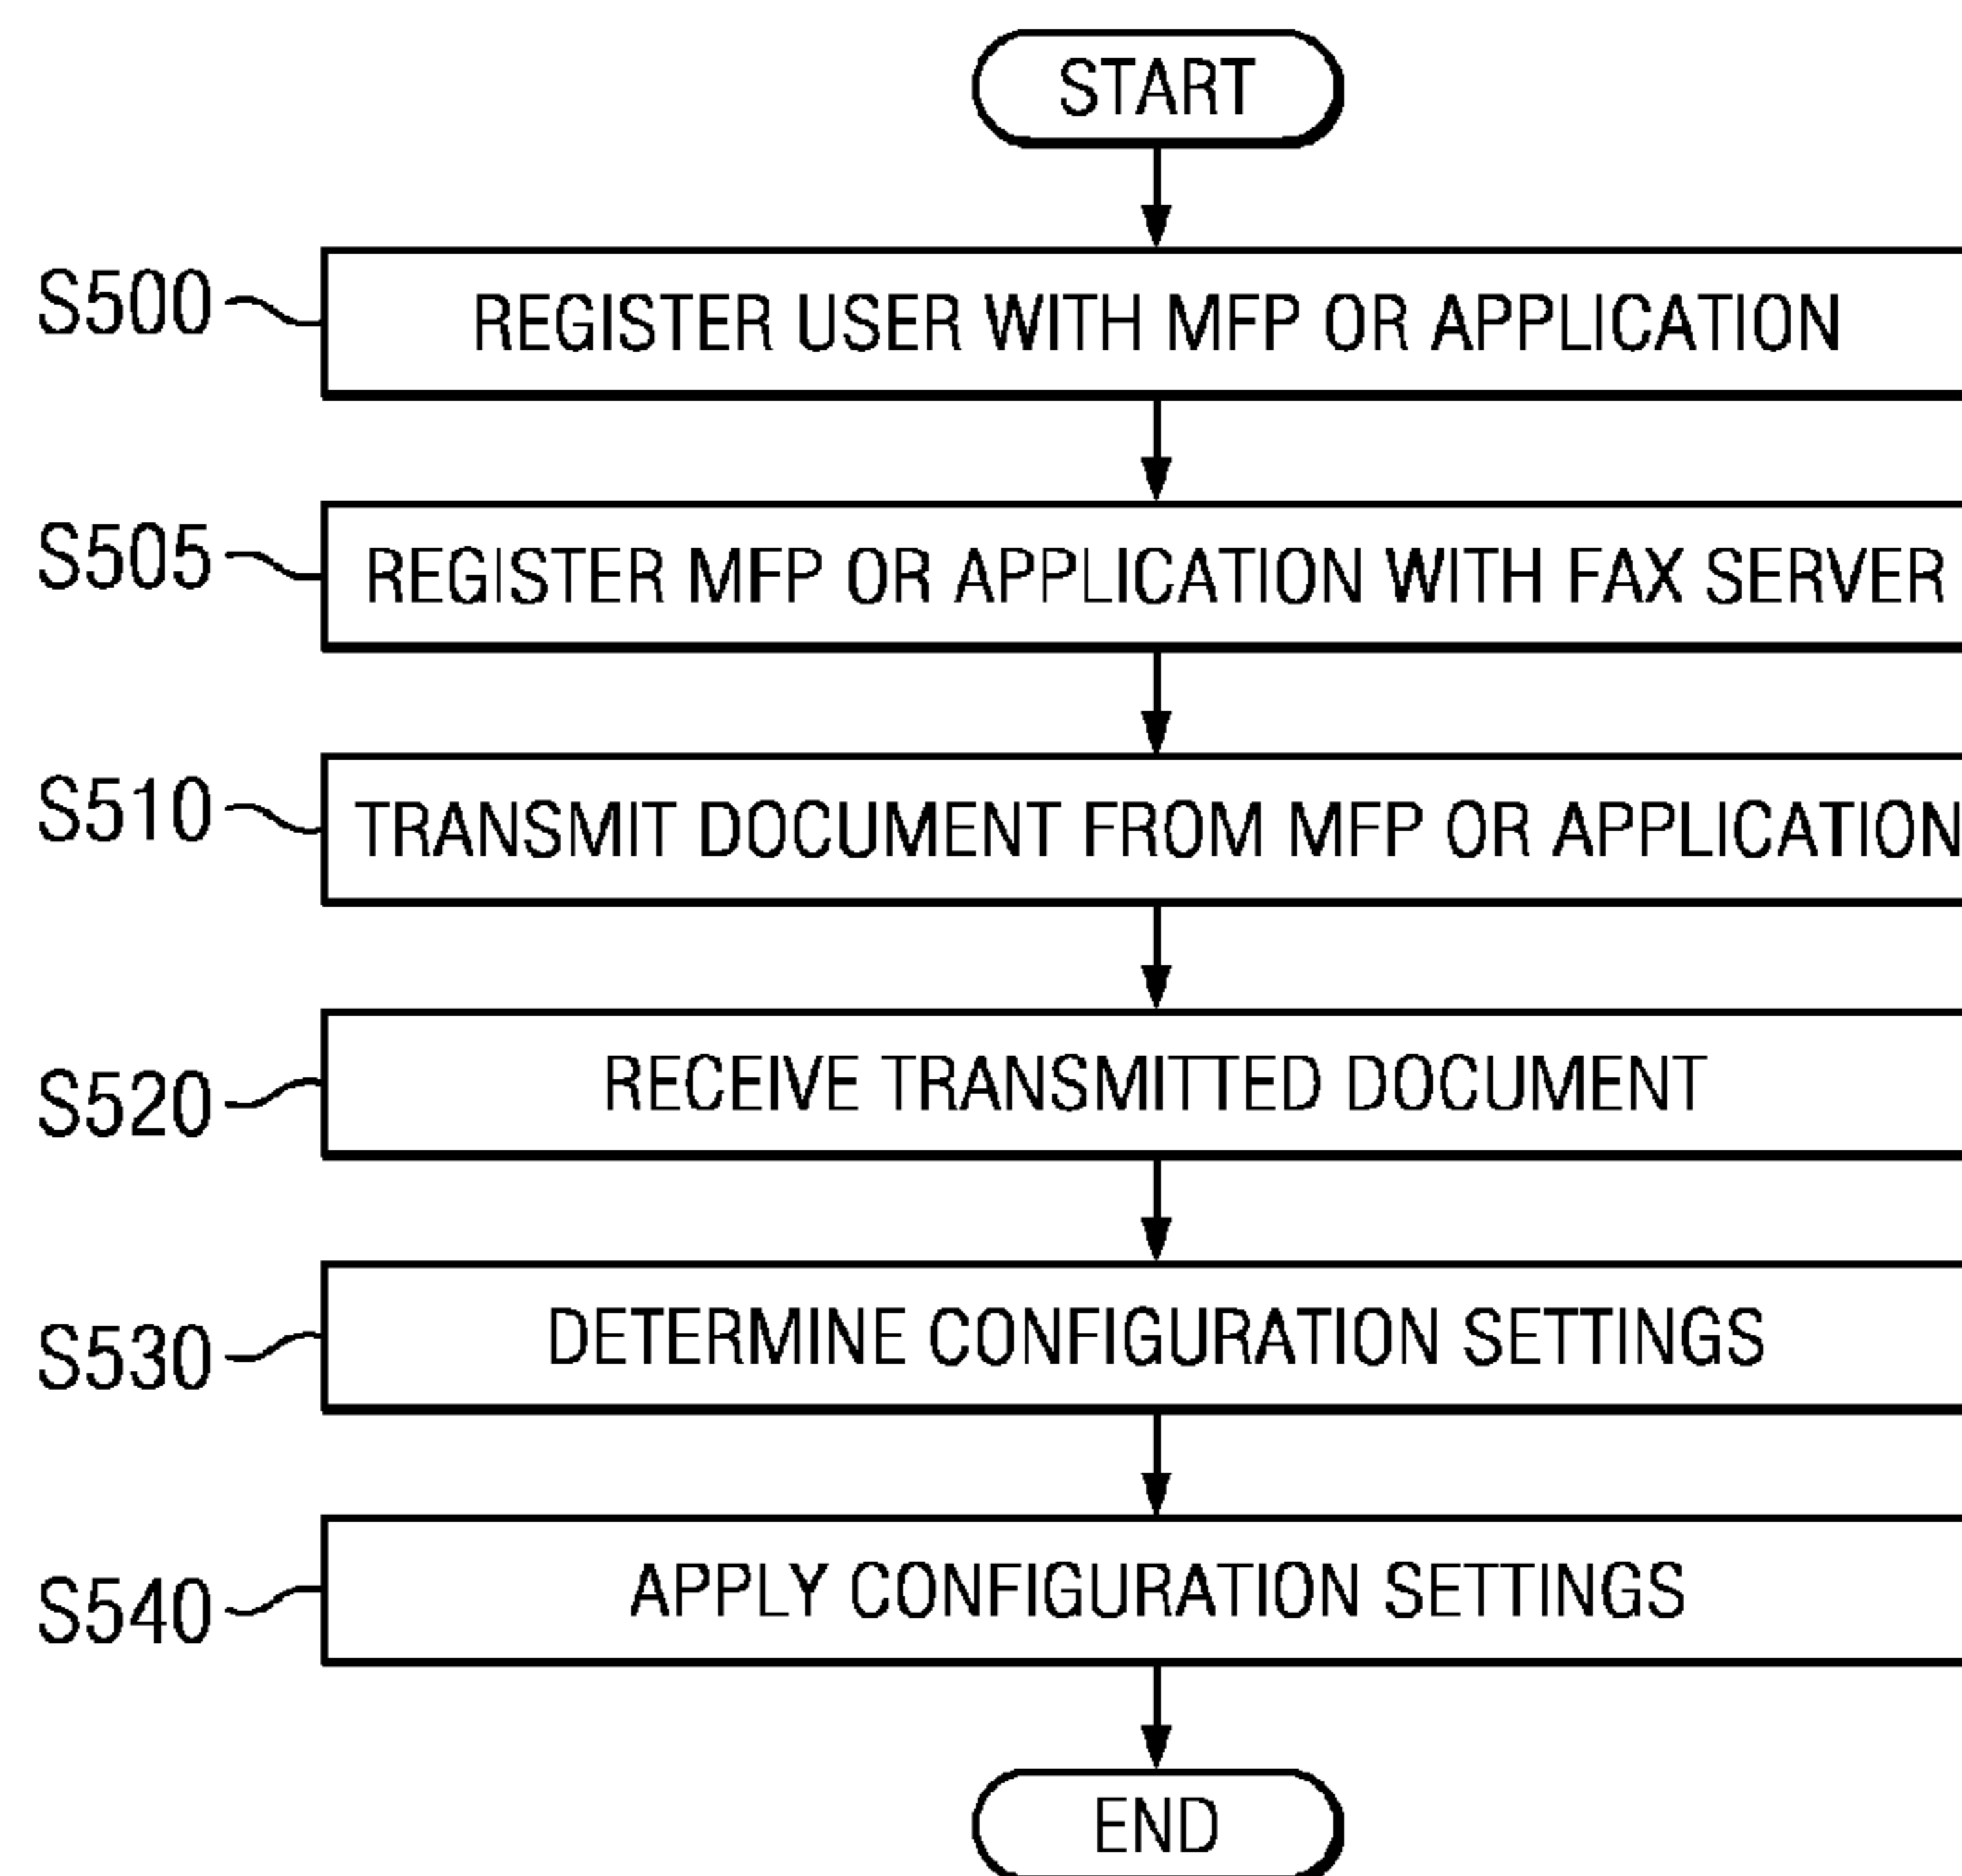 START
S500
REGISTER USER WITH MFP OR APPLICATION
S505
REGISTER MFP OR APPLICATION WITH FAX SERVER
S510
TRANSMIT DOCUMENT FROM MFP OR APPLICATION
S520
RECEIVE TRANSMITTED DOCUMENT
S530
DETERMINE CONFIGURATION SETTINGS
S540
APPLY CONFIGURATION SETTINGS
END